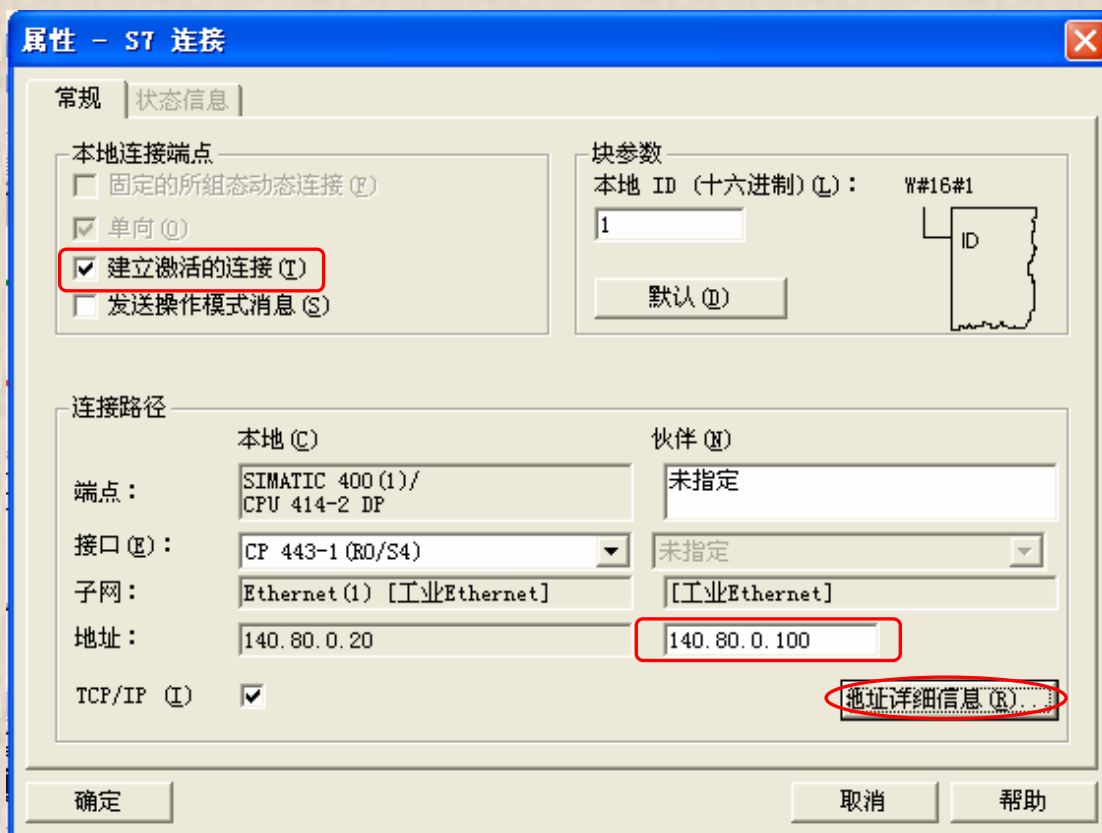 属性 - S7 连接
常规
状态信息
本地连接端点
固定的所组态动态连接(F)
单向(O)
建立激活的连接(T)
发送操作模式消息(S)
块参数
本地 ID (十六进制)(L): W#16#1
1
ID
默认(D)
连接路径
本地(C) 伙伴(N)
端点: SIMATIC 400(1)/ 未指定
CPU 414-2 DP
接口(E): CP 443-1(R0/S4) 未指定
子网: Ethernet(1) [工业Ethernet] [工业Ethernet]
地址: 140.80.0.20 140.80.0.100
TCP/IP (I) 地址详细信息(R)...
确定 取消 帮助